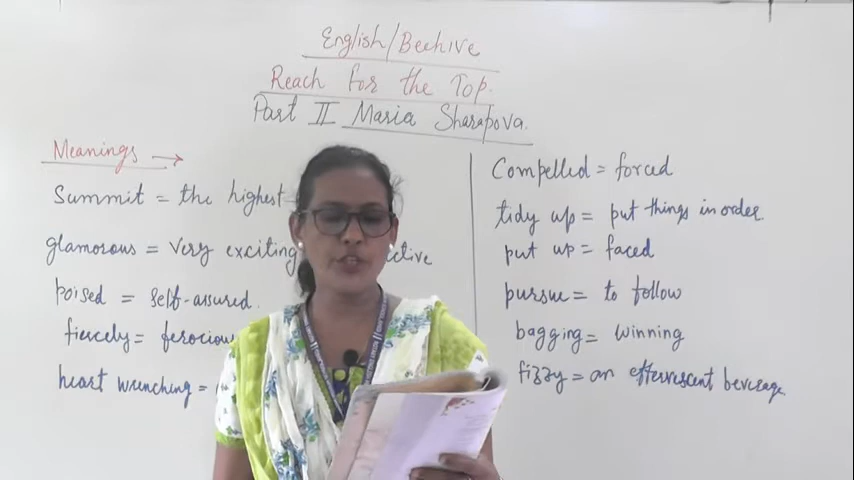 English/Beehive
Reach for the Top.
Part II Maria Sharapova.
Meanings →
Summit = the highest
glamorous = very exciting ctive
poised = self-assured.
fiercely = ferocious
heart wrenching =
Compelled = forced
tidy up = put things in order
put up = faced
pursue = to follow
bagging = winning
fizzy = an effervescent beverage